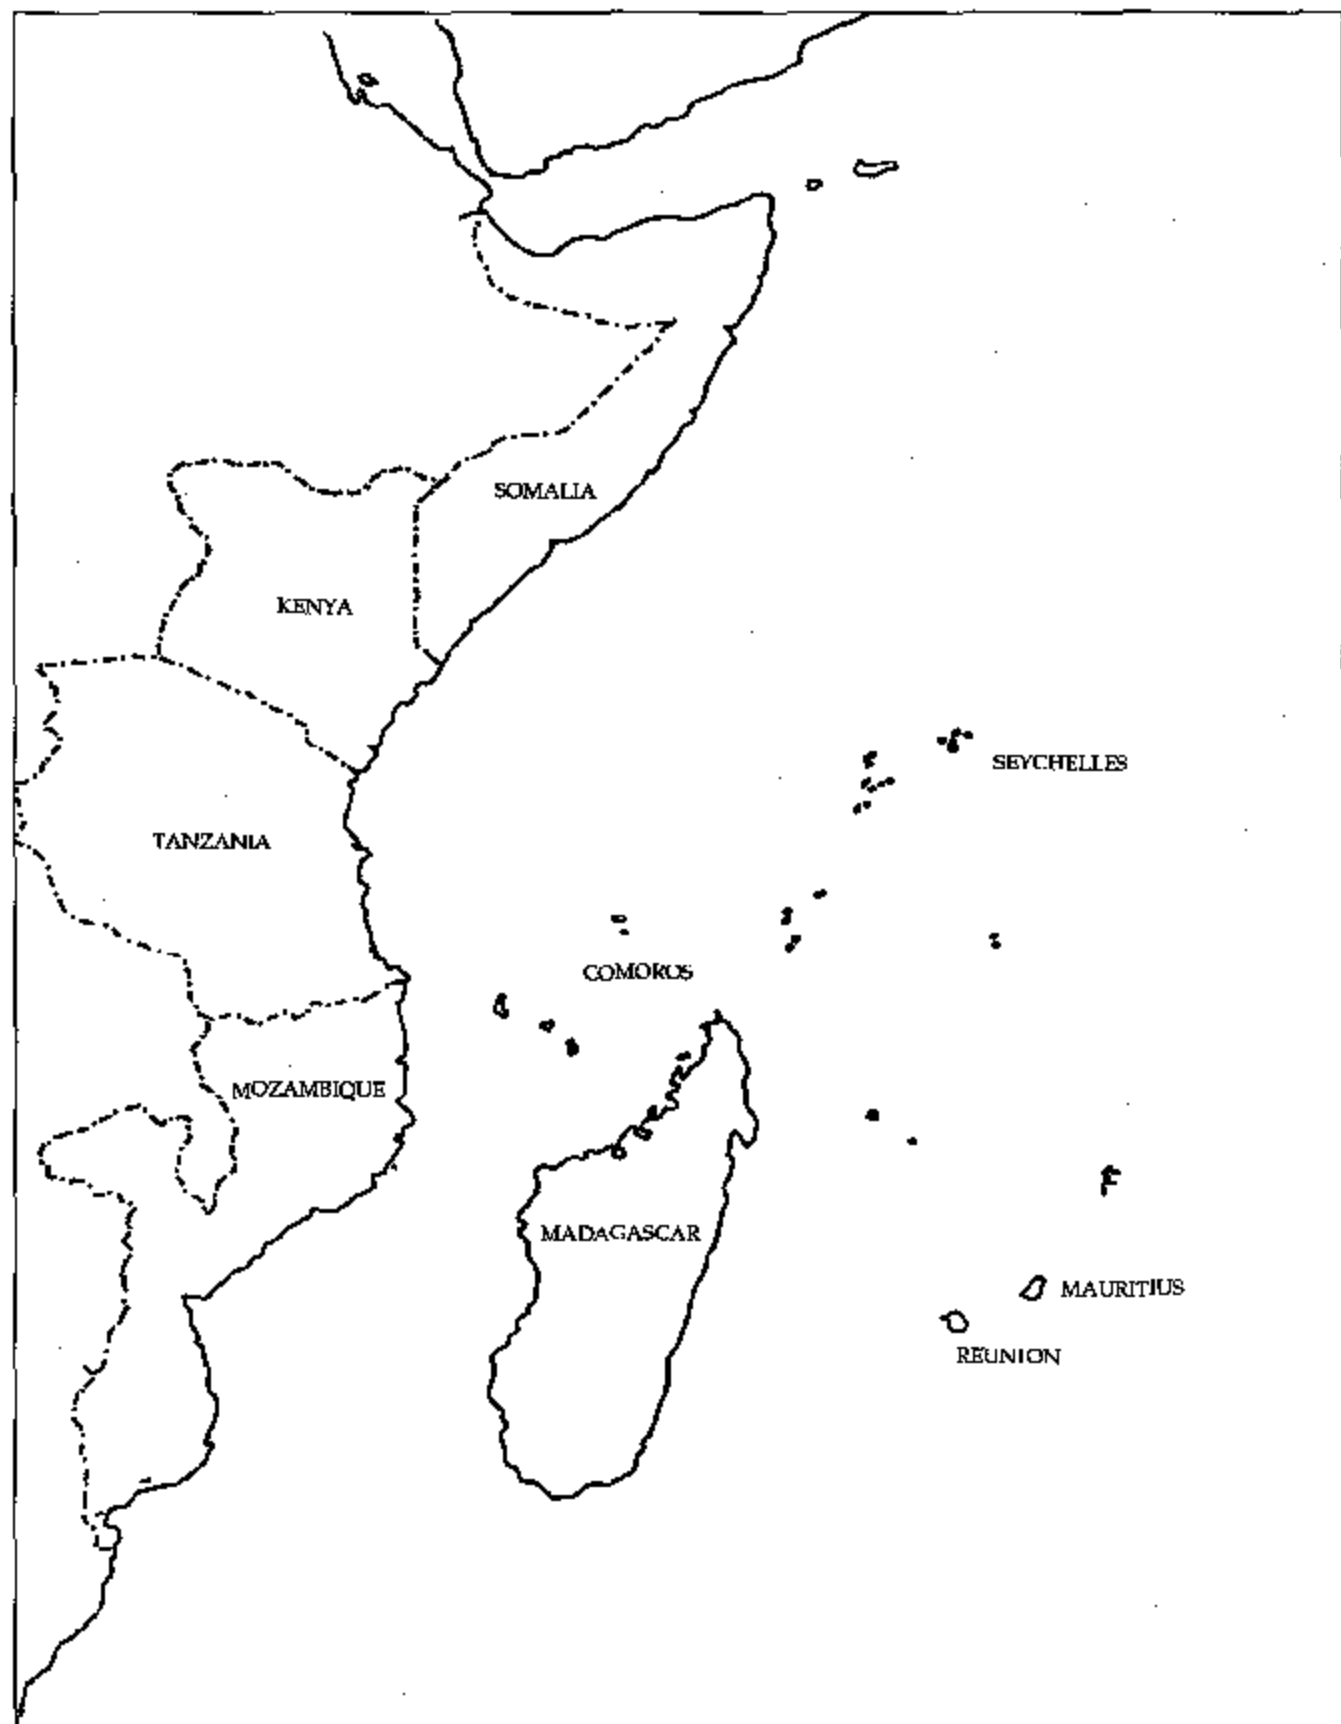 SOMALIA
KENYA
SEYCHELLES
TANZANIA
COMOROS
MOZAMBIQUE
MADAGASCAR
MAURITIUS
REUNION